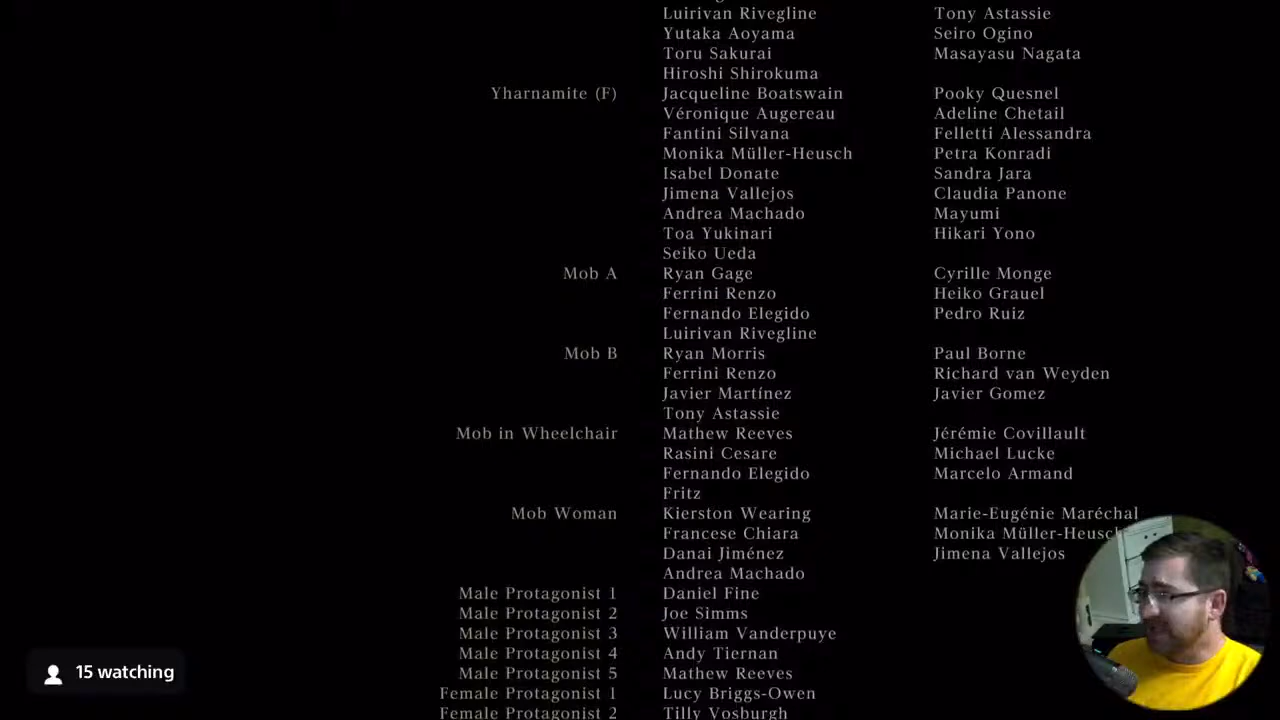 Luirivan Rivegline Tony Astassie
Yutaka Aoyama Seiro Ogino
Toru Sakurai Masayasu Nagata
Hiroshi Shirokuma
Yharnamite (F) Jacqueline Boatswain Pooky Quesnel
Véronique Augereau Adeline Chetail
Fantini Silvana Felletti Alessandra
Monika Müller-Heusch Petra Konradi
Isabel Donate Sandra Jara
Jimena Vallejos Claudia Panone
Andrea Machado Mayumi
Toa Yukinari Hikari Yono
Seiko Ueda
Mob A Ryan Gage Cyrille Monge
Ferrini Renzo Heiko Grauel
Fernando Elegido Pedro Ruiz
Luirivan Rivegline
Mob B Ryan Morris Paul Borne
Ferrini Renzo Richard van Weyden
Javier Martínez Javier Gomez
Tony Astassie
Mob in Wheelchair Mathew Reeves Jérémie Covillault
Rasini Cesare Michael Lucke
Fernando Elegido Marcelo Armand
Fritz
Mob Woman Kierston Wearing Marie-Eugénie Maréchal
Francese Chiara Monika Müller-Heusch
Danai Jiménez Jimena Vallejos
Andrea Machado
Male Protagonist 1 Daniel Fine
Male Protagonist 2 Joe Simms
Male Protagonist 3 William Vanderpuye
Male Protagonist 4 Andy Tiernan
Male Protagonist 5 Mathew Reeves
Female Protagonist 1 Lucy Briggs-Owen
Female Protagonist 2 Tilly Vosburgh
15 watching